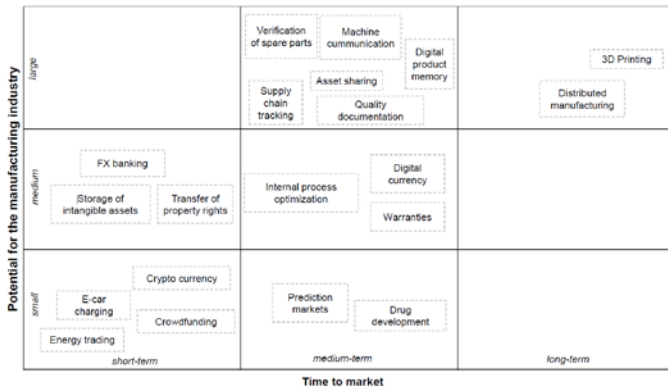 Potential for the manufacturing industry
large
Verification
of spare parts
Machine
cummunication
Digital
product
memory
Asset sharing
Supply
chain
tracking
Quality
documentation
3D Printing
Distributed
manufacturing
medium
FX banking
Storage of
intangible assets
Transfer of
property rights
Internal process
optimization
Digital
currency
Warranties
small
Crypto currency
E-car
charging
Crowdfunding
Energy trading
Prediction
markets
Drug
development
short-term
medium-term
long-term
Time to market